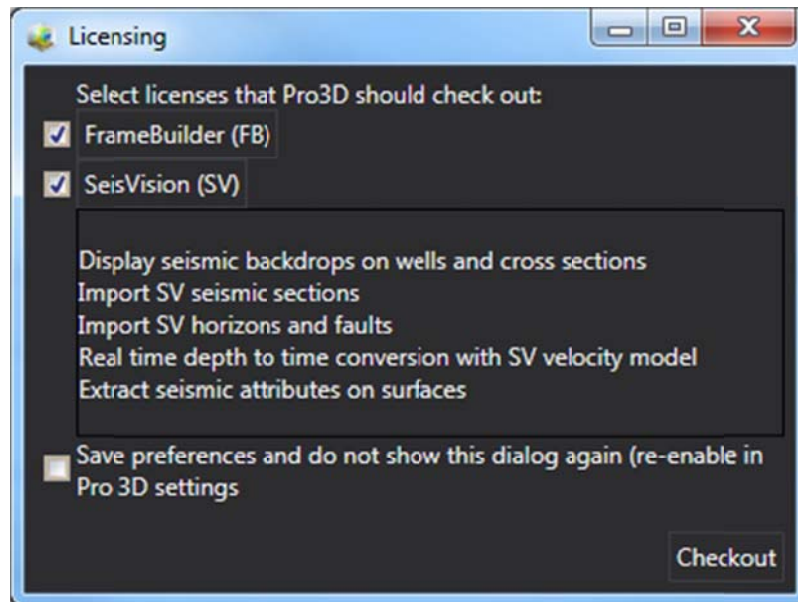 Licensing
Select licenses that Pro3D should check out:
FrameBuilder (FB)
SeisVision (SV)
Display seismic backdrops on wells and cross sections
Import SV seismic sections
Import SV horizons and faults
Real time depth to time conversion with SV velocity model
Extract seismic attributes on surfaces
Save preferences and do not show this dialog again (re-enable in
Pro 3D settings
Checkout